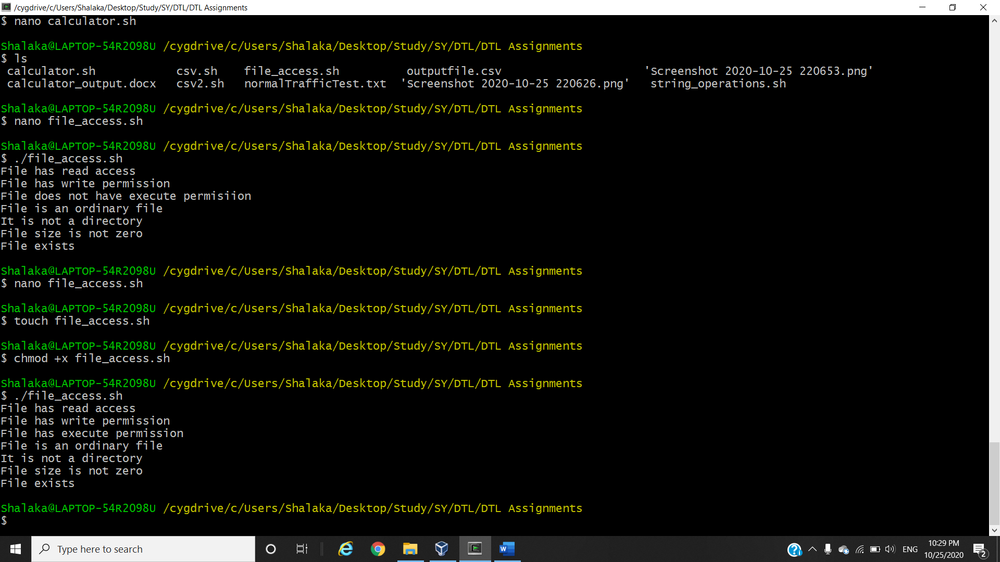 /cygdrive/c/Users/Shalaka/Desktop/Study/SY/DTL/DTL Assignments
$ nano calculator.sh
Shalaka@LAPTOP-54R2O98U /cygdrive/c/Users/Shalaka/Desktop/Study/SY/DTL/DTL Assignments
$ ls
calculator.sh csv.sh file_access.sh outputfile.csv 'Screenshot 2020-10-25 220653.png'
calculator_output.docx csv2.sh normalTrafficTest.txt 'Screenshot 2020-10-25 220626.png' string_operations.sh
Shalaka@LAPTOP-54R2O98U /cygdrive/c/Users/Shalaka/Desktop/Study/SY/DTL/DTL Assignments
$ nano file_access.sh
Shalaka@LAPTOP-54R2O98U /cygdrive/c/Users/Shalaka/Desktop/Study/SY/DTL/DTL Assignments
$ ./file_access.sh
File has read access
File has write permission
File does not have execute permisiion
File is an ordinary file
It is not a directory
File size is not zero
File exists
Shalaka@LAPTOP-54R2O98U /cygdrive/c/Users/Shalaka/Desktop/Study/SY/DTL/DTL Assignments
$ nano file_access.sh
Shalaka@LAPTOP-54R2O98U /cygdrive/c/Users/Shalaka/Desktop/Study/SY/DTL/DTL Assignments
$ touch file_access.sh
Shalaka@LAPTOP-54R2O98U /cygdrive/c/Users/Shalaka/Desktop/Study/SY/DTL/DTL Assignments
$ chmod +x file_access.sh
Shalaka@LAPTOP-54R2O98U /cygdrive/c/Users/Shalaka/Desktop/Study/SY/DTL/DTL Assignments
$ ./file_access.sh
File has read access
File has write permission
File has execute permission
File is an ordinary file
It is not a directory
File size is not zero
File exists
Shalaka@LAPTOP-54R2O98U /cygdrive/c/Users/Shalaka/Desktop/Study/SY/DTL/DTL Assignments
$
Type here to search
ENG
10:29 PM
10/25/2020
2